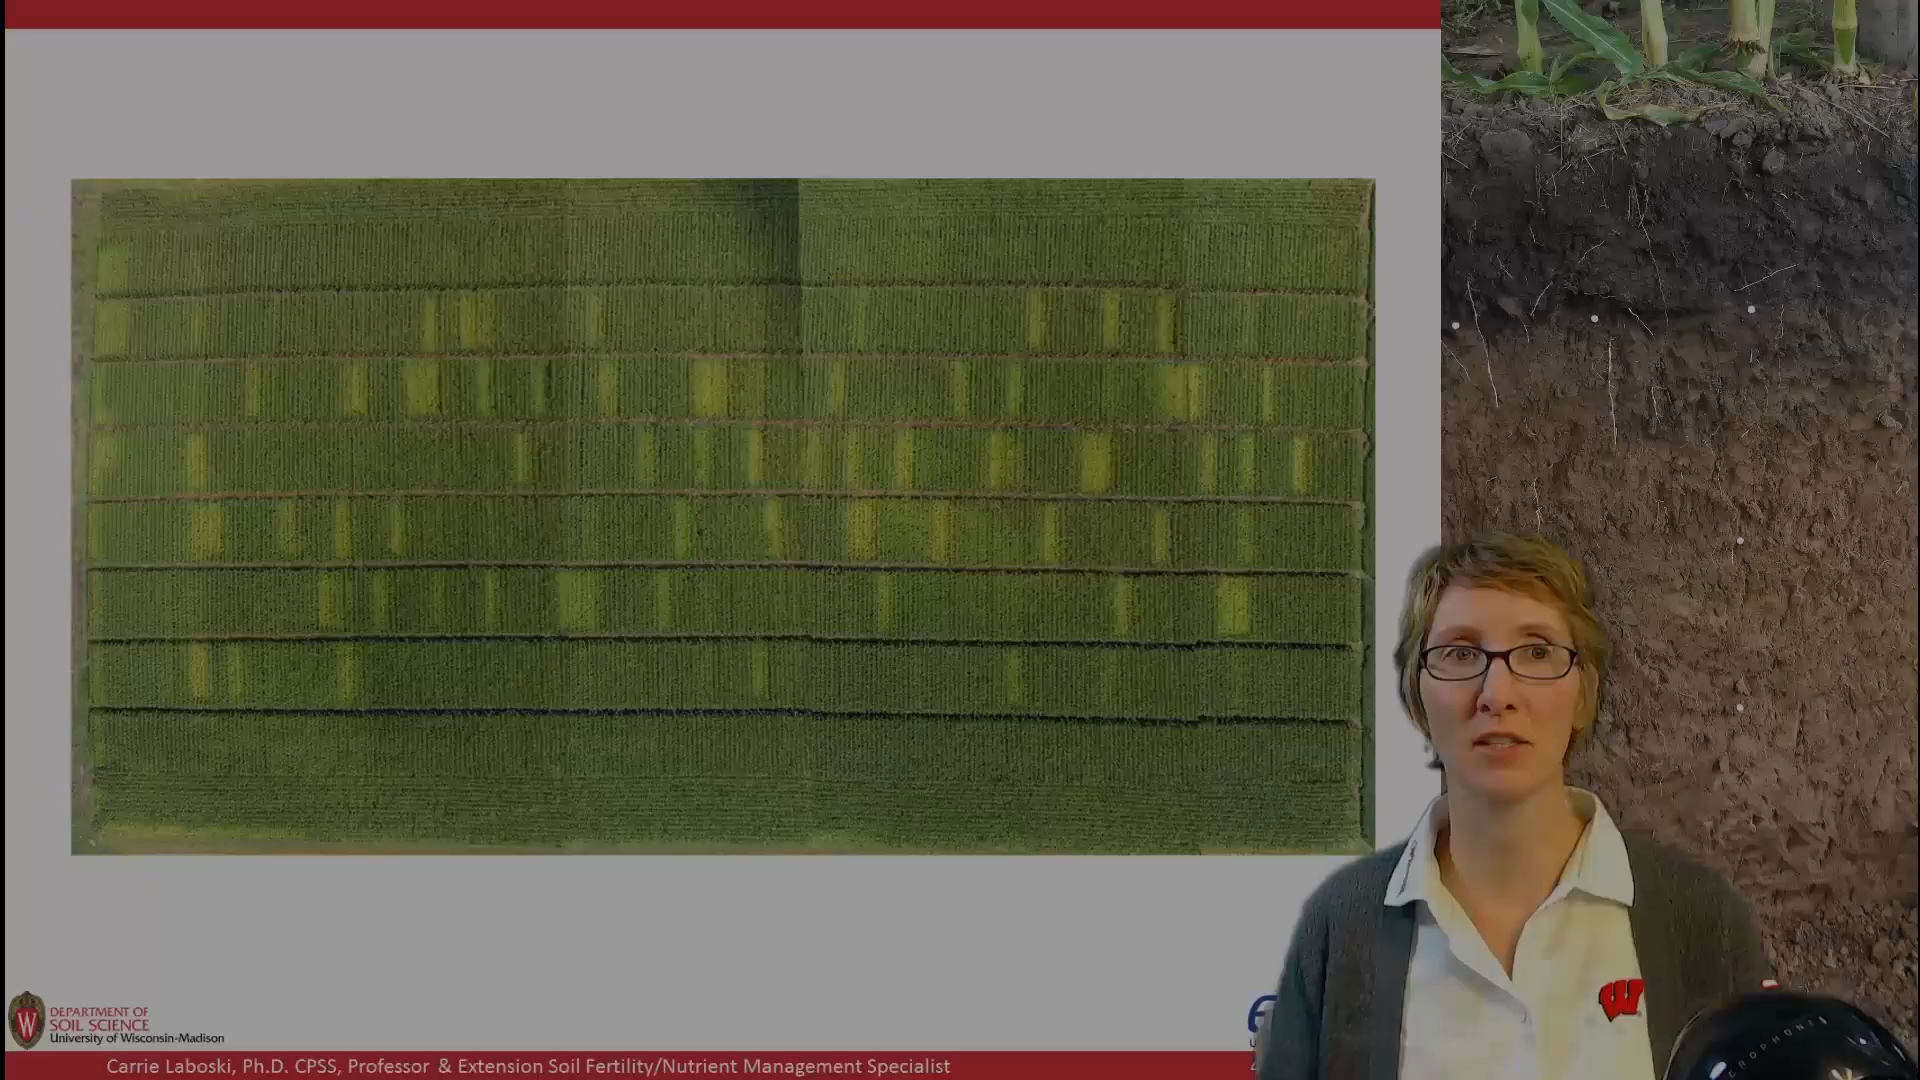 DEPARTMENT OF
SOIL SCIENCE
University of Wisconsin-Madison
Carrie Laboski, Ph.D. CPSS, Professor & Extension Soil Fertility/Nutrient Management Specialist
W
W